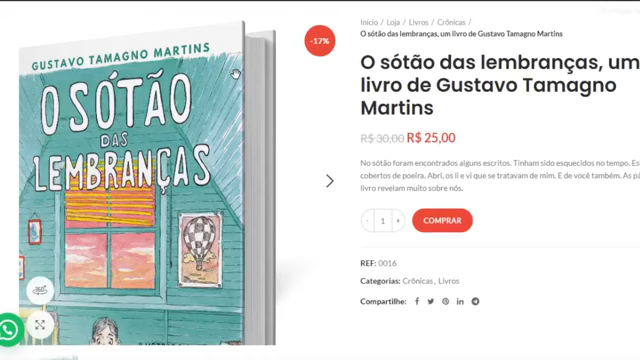 GUSTAVO TAMAGNO MARTINS
O SÓTÃO
DAS
LEMBRANÇAS
360°
-17%
Início / Loja / Livros / Crônicas /
O sótão das lembranças, um livro de Gustavo Tamagno Martins
O sótão das lembranças, um
livro de Gustavo Tamagno
Martins
R$ 30,00 R$ 25,00
No sótão foram encontrados alguns escritos. Tinham sido esquecidos no tempo.
cobertos de poeira. Abri, os li e vi que se tratavam de mim. E de você também. As
livro revelam muito sobre nós.
- 1 + COMPRAR
REF: 0016
Categorias: Crônicas, Livros
Compartilhe: